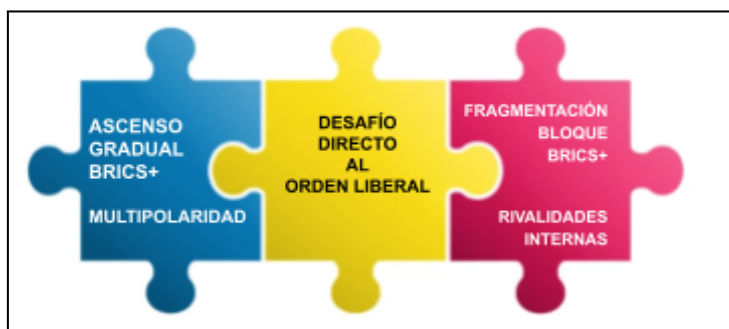 ASCENSO
GRADUAL
BRICS+
MULTIPOLARIDAD
DESAFÍO
DIRECTO
AL
ORDEN LIBERAL
FRAGMENTACIÓN
BLOQUE
BRICS+
RIVALIDADES
INTERNAS